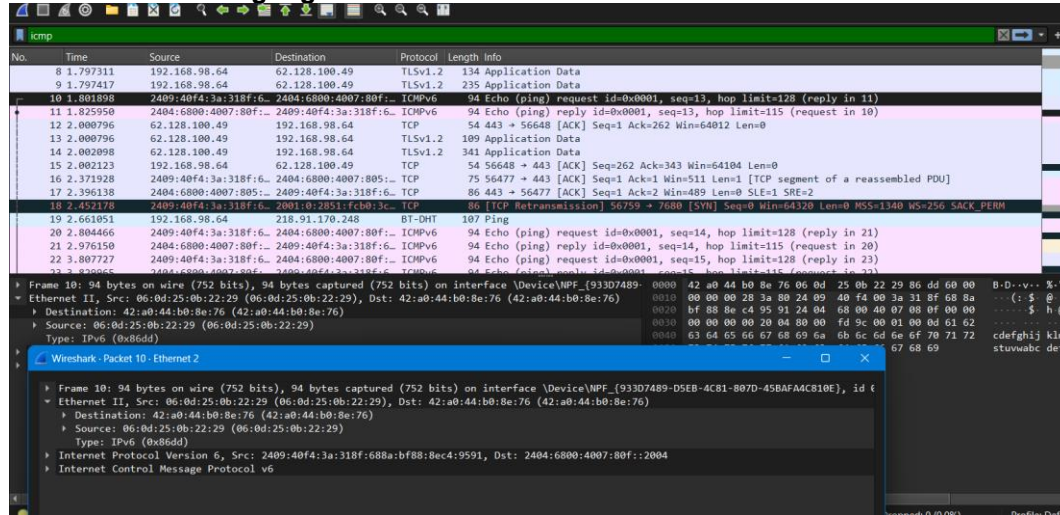 icmp
No. Time Source Destination Protocol Length Info
8 1.797311 192.168.98.64 62.128.100.49 TLSv1.2 134 Application Data
9 1.797417 192.168.98.64 62.128.100.49 TLSv1.2 235 Application Data
10 1.801898 2409:40f4:3a:318f:6… 2404:6800:4007:80f:… ICMPv6 94 Echo (ping) request id=0x0001, seq=13, hop limit=128 (reply in 11)
11 1.825950 2404:6800:4007:80f:… 2409:40f4:3a:318f:6… ICMPv6 94 Echo (ping) reply id=0x0001, seq=13, hop limit=115 (request in 10)
12 2.000796 62.128.100.49 192.168.98.64 TCP 54 443 → 56648 [ACK] Seq=1 Ack=262 Win=64012 Len=0
13 2.000796 62.128.100.49 192.168.98.64 TLSv1.2 109 Application Data
14 2.002098 62.128.100.49 192.168.98.64 TLSv1.2 341 Application Data
15 2.002123 192.168.98.64 62.128.100.49 TCP 54 56648 → 443 [ACK] Seq=262 Ack=343 Win=64104 Len=0
16 2.371928 2409:40f4:3a:318f:6… 2404:6800:4007:805:… TCP 75 56477 → 443 [ACK] Seq=1 Ack=1 Win=511 Len=1 [TCP segment of a reassembled PDU]
17 2.396138 2404:6800:4007:805:… 2409:40f4:3a:318f:6… TCP 86 443 → 56477 [ACK] Seq=1 Ack=2 Win=489 Len=0 SLE=1 SRE=2
18 2.452178 2409:40f4:3a:318f:6… 2001:0:2851:fcb0:3c… TCP 86 [TCP Retransmission] 56759 → 7680 [SYN] Seq=0 Win=64320 Len=0 MSS=1340 WS=256 SACK_PERM
19 2.661051 192.168.98.64 218.91.170.248 BT-DHT 107 Ping
20 2.804466 2409:40f4:3a:318f:6… 2404:6800:4007:80f:… ICMPv6 94 Echo (ping) request id=0x0001, seq=14, hop limit=128 (reply in 21)
21 2.976150 2404:6800:4007:80f:… 2409:40f4:3a:318f:6… ICMPv6 94 Echo (ping) reply id=0x0001, seq=14, hop limit=115 (request in 20)
22 3.807727 2409:40f4:3a:318f:6… 2404:6800:4007:80f:… ICMPv6 94 Echo (ping) request id=0x0001, seq=15, hop limit=128 (reply in 23)
Frame 10: 94 bytes on wire (752 bits), 94 bytes captured (752 bits) on interface \Device\NPF_{933D7489-
Ethernet II, Src: 06:0d:25:0b:22:29 (06:0d:25:0b:22:29), Dst: 42:a0:44:b0:8e:76 (42:a0:44:b0:8e:76)
Destination: 42:a0:44:b0:8e:76 (42:a0:44:b0:8e:76)
Source: 06:0d:25:0b:22:29 (06:0d:25:0b:22:29)
Type: IPv6 (0x86dd)
0000 42 a0 44 b0 8e 76 06 0d 25 0b 22 29 86 dd 60 00
0010 00 00 00 28 3a 80 24 09 40 f4 00 3a 31 8f 68 8a
0020 bf 88 8e c4 95 91 24 04 68 00 40 07 08 0f 00 00
0030 00 00 00 00 20 04 80 00 fd 9c 00 01 00 0d 61 62
0040 63 64 65 66 67 68 69 6a 6b 6c 6d 6e 6f 70 71 72 cdefghij kl
67 68 69 stuvwabc de
Wireshark · Packet 10 · Ethernet 2
Frame 10: 94 bytes on wire (752 bits), 94 bytes captured (752 bits) on interface \Device\NPF_{933D7489-D5EB-4C81-807D-45BAFA4C810E}, id
Ethernet II, Src: 06:0d:25:0b:22:29 (06:0d:25:0b:22:29), Dst: 42:a0:44:b0:8e:76 (42:a0:44:b0:8e:76)
Destination: 42:a0:44:b0:8e:76 (42:a0:44:b0:8e:76)
Source: 06:0d:25:0b:22:29 (06:0d:25:0b:22:29)
Type: IPv6 (0x86dd)
Internet Protocol Version 6, Src: 2409:40f4:3a:318f:688a:bf88:8ec4:9591, Dst: 2404:6800:4007:80f::2004
Internet Control Message Protocol v6